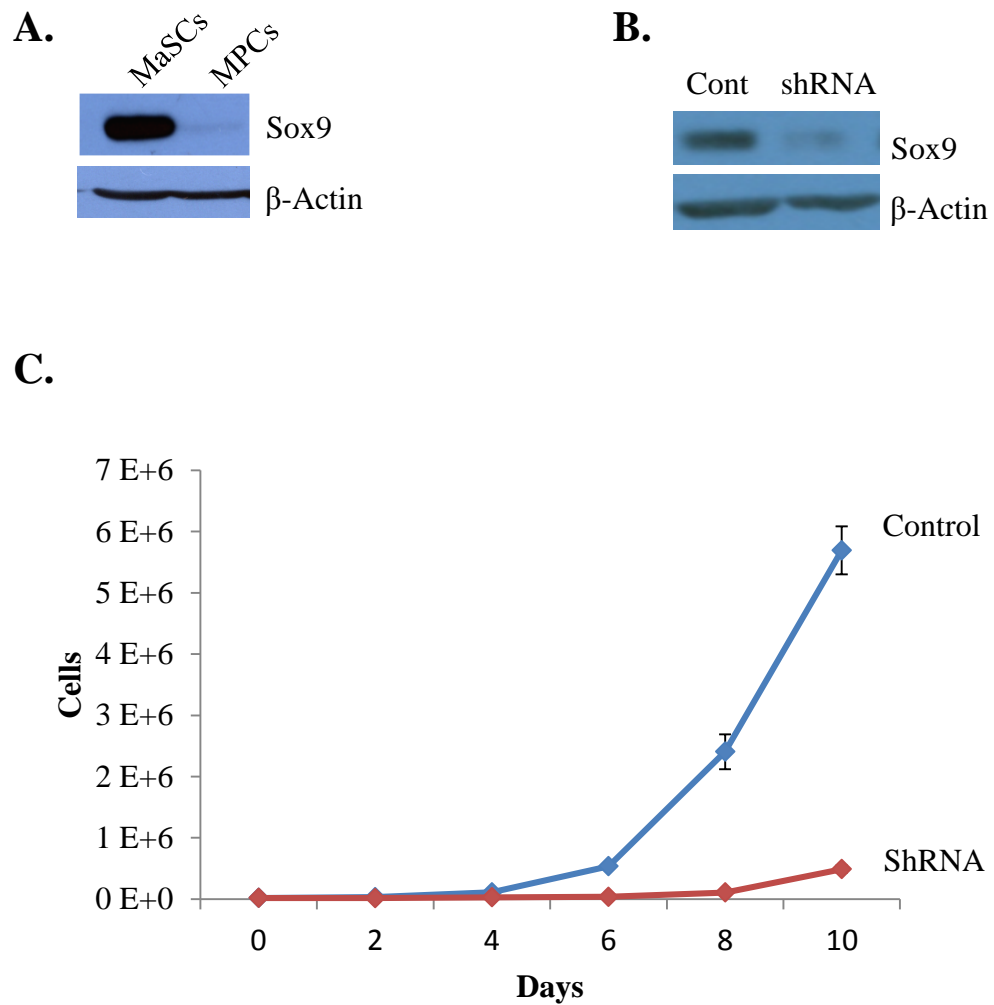 A.
MaSCs
MPCs
Sox9
β-Actin
B.
Cont shRNA
Sox9
β-Actin
C.
7 E+6
6 E+6
5 E+6
4 E+6
3 E+6
2 E+6
1 E+6
0 E+0
Cells
Control
ShRNA
0 2 4 6 8 10
Days